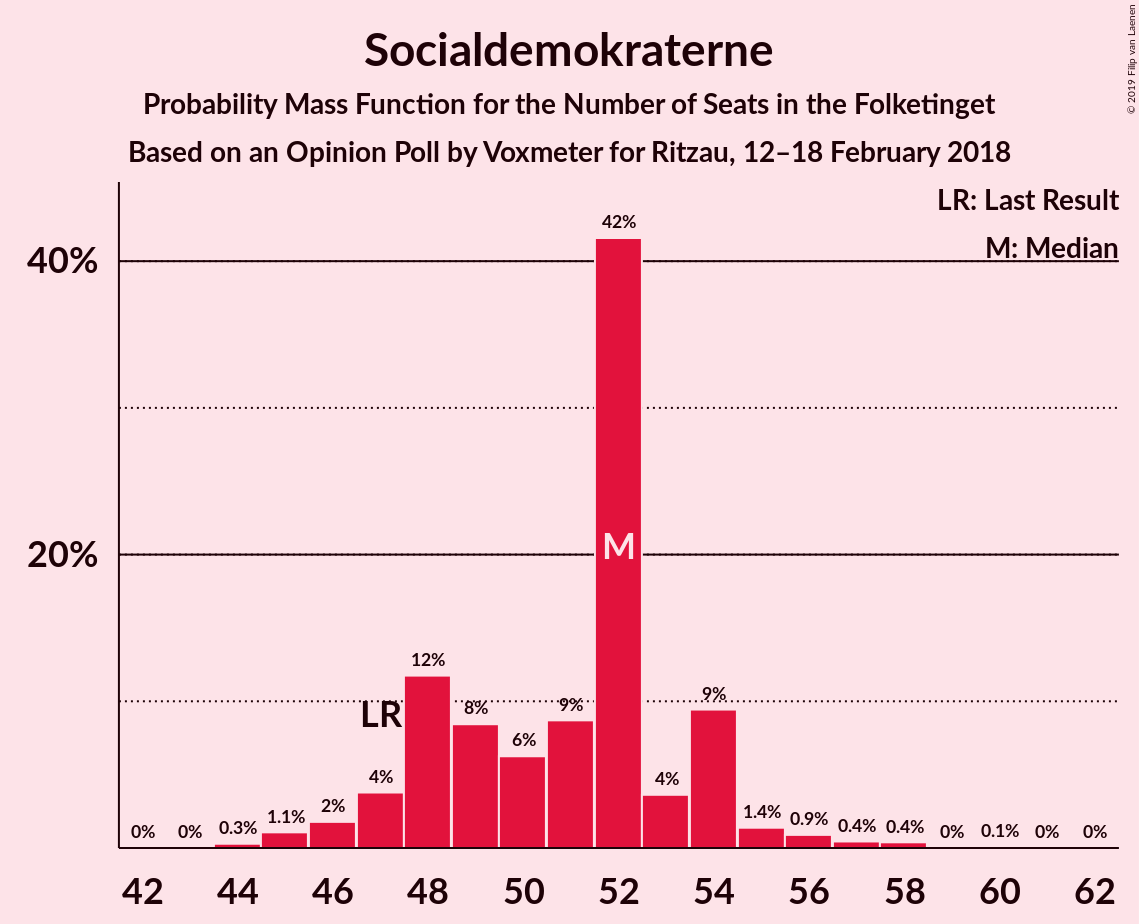 Socialdemokraterne
Probability Mass Function for the Number of Seats in the Folketinget
Based on an Opinion Poll by Voxmeter for Ritzau, 12–18 February 2018
© 2019 Filip van Laenen
LR: Last Result
M: Median
40%
20%
0%
0%
0.3%
1.1%
2%
4%
LR
12%
8%
6%
9%
42%
M
4%
9%
1.4%
0.9%
0.4%
0.4%
0%
0.1%
0%
0%
42 44 46 48 50 52 54 56 58 60 62